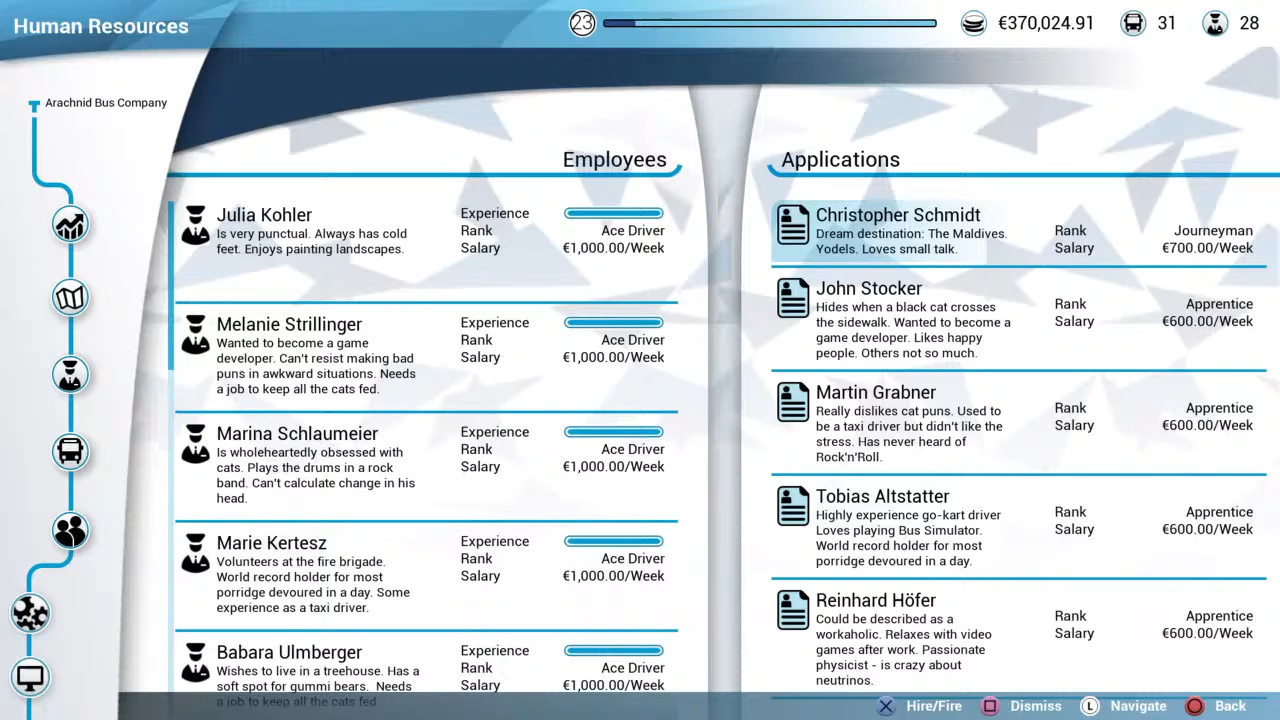 Human Resources
23
€370,024.91
31
28
Arachnid Bus Company
Employees
Julia Kohler
Is very punctual. Always has cold
feet. Enjoys painting landscapes.
Experience
Rank Ace Driver
Salary €1,000.00/Week
Melanie Strillinger
Wanted to become a game
developer. Can't resist making bad
puns in awkward situations. Needs
a job to keep all the cats fed.
Experience
Rank Ace Driver
Salary €1,000.00/Week
Marina Schlaumeier
Is wholeheartedly obsessed with
cats. Plays the drums in a rock
band. Can't calculate change in his
head.
Experience
Rank Ace Driver
Salary €1,000.00/Week
Marie Kertesz
Volunteers at the fire brigade.
World record holder for most
porridge devoured in a day. Some
experience as a taxi driver.
Experience
Rank Ace Driver
Salary €1,000.00/Week
Babara Ulmberger
Wishes to live in a treehouse. Has a
soft spot for gummi bears. Needs
a job to keep all the cats fed
Experience
Rank Ace Driver
Salary €1,000.00/Week
Applications
Christopher Schmidt
Dream destination: The Maldives.
Yodels. Loves small talk.
Rank Journeyman
Salary €700.00/Week
John Stocker
Hides when a black cat crosses
the sidewalk. Wanted to become a
game developer. Likes happy
people. Others not so much.
Rank Apprentice
Salary €600.00/Week
Martin Grabner
Really dislikes cat puns. Used to
be a taxi driver but didn't like the
stress. Has never heard of
Rock'n'Roll.
Rank Apprentice
Salary €600.00/Week
Tobias Altstatter
Highly experience go-kart driver
Loves playing Bus Simulator.
World record holder for most
porridge devoured in a day.
Rank Apprentice
Salary €600.00/Week
Reinhard Höfer
Could be described as a
workaholic. Relaxes with video
games after work. Passionate
physicist - is crazy about
neutrinos.
Rank Apprentice
Salary €600.00/Week
Hire/Fire
Dismiss
L Navigate
Back